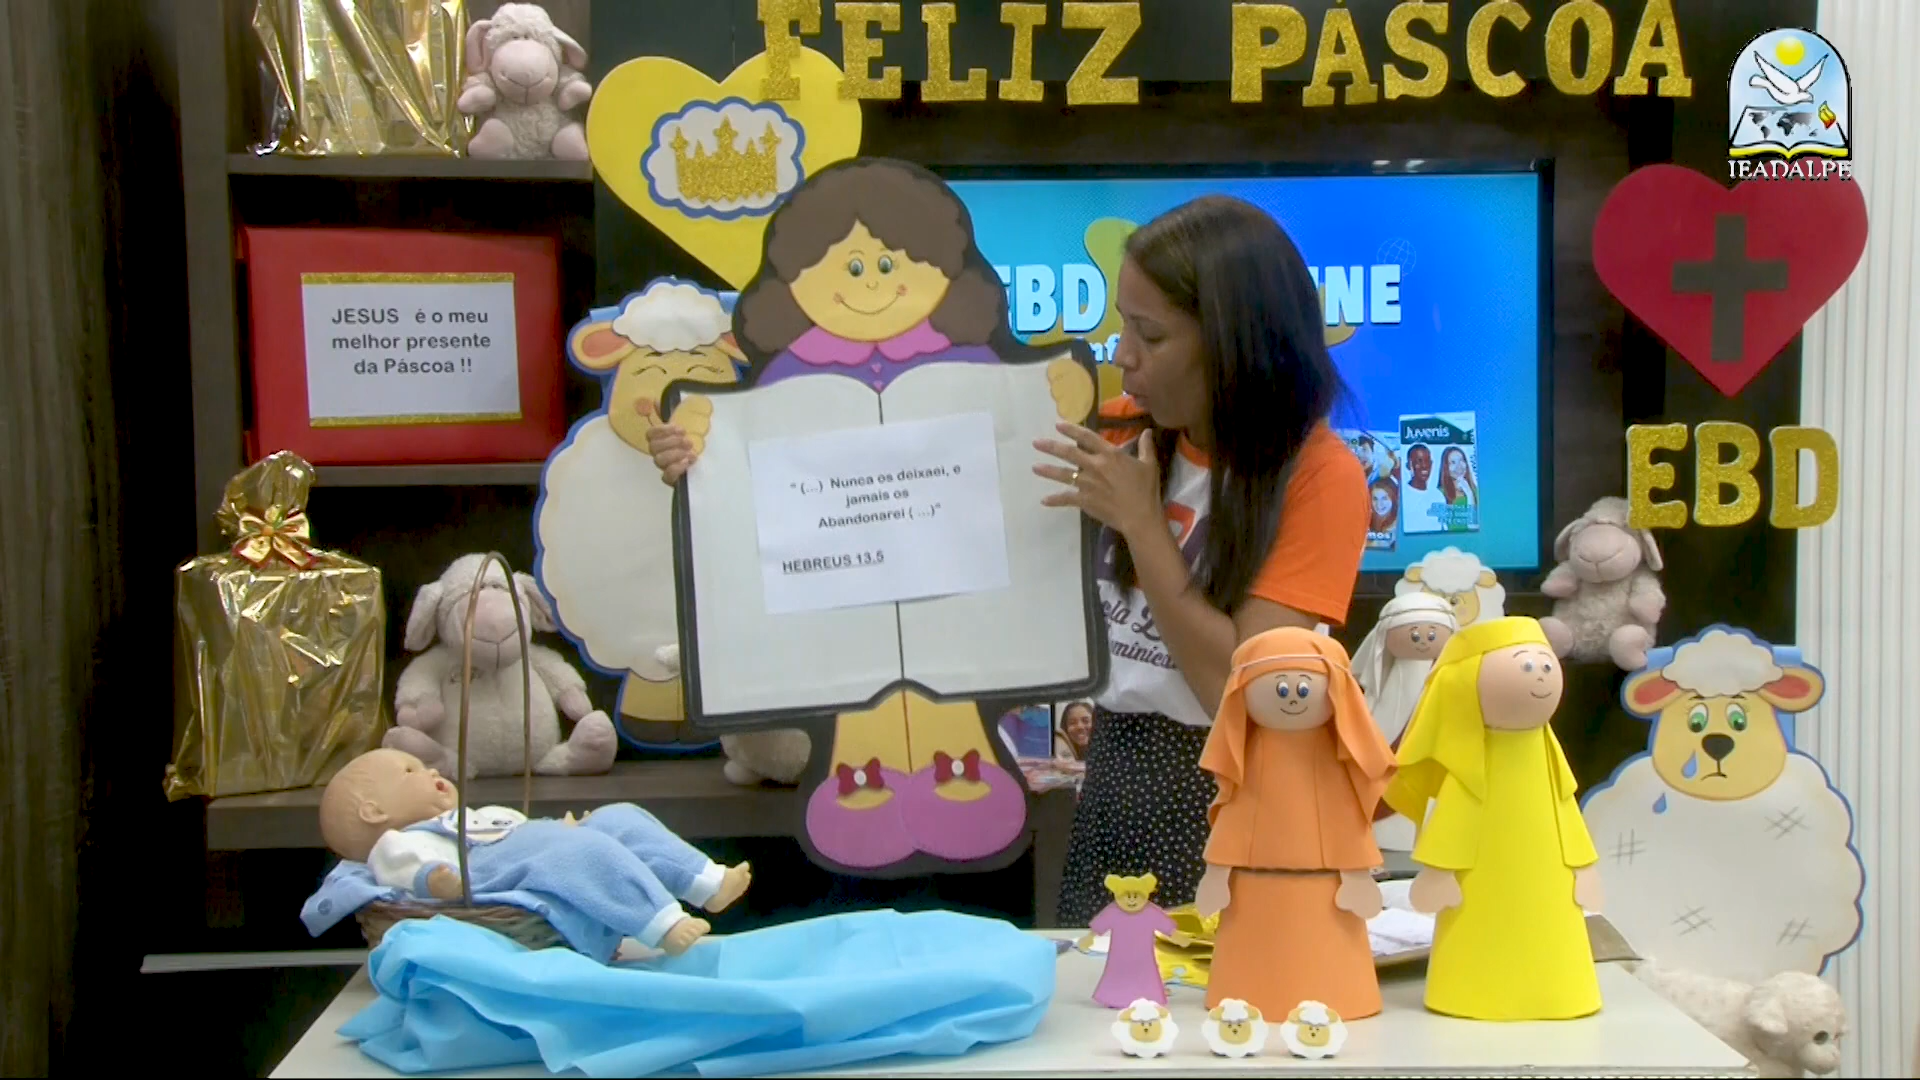 FELIZ PÁSCOA
IEADALPE
JESUS é o meu
melhor presente
da Páscoa !!
EBD
INE
EBD
Juvenis
" (...) Nunca os deixaei, e
jamais os
Abandonarei ( ...)"
HEBREUS 13.5